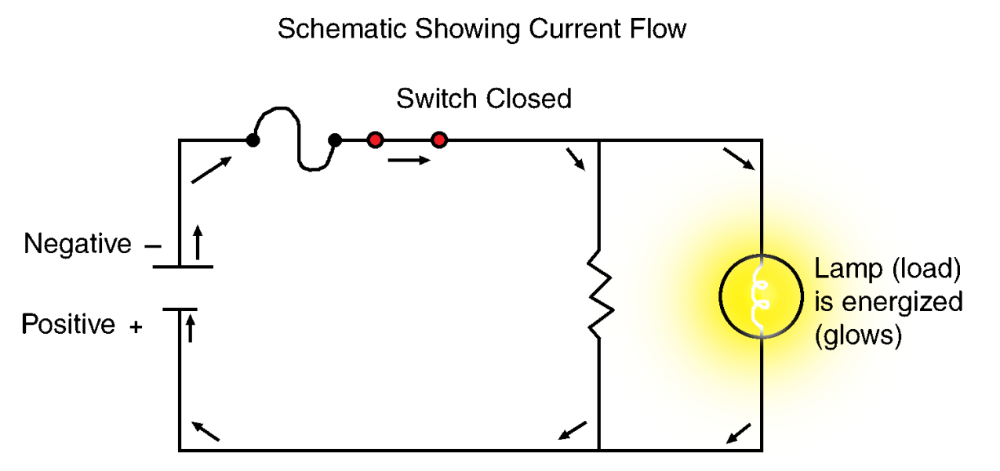 Schematic Showing Current Flow
Switch Closed
Negative –
Positive +
Lamp (load)
is energized
(glows)